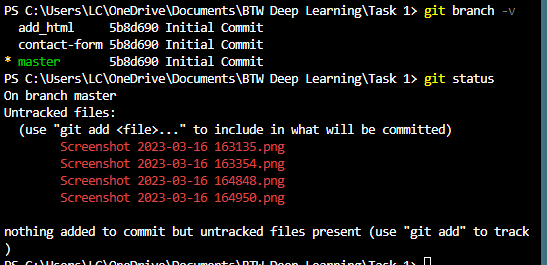 PS C:\Users\LC\OneDrive\Documents\BTW Deep Learning\Task 1> git branch -v
  add_html     5b8d690 Initial Commit
  contact-form 5b8d690 Initial Commit
* master       5b8d690 Initial Commit
PS C:\Users\LC\OneDrive\Documents\BTW Deep Learning\Task 1> git status
On branch master
Untracked files:
  (use "git add <file>..." to include in what will be committed)
        Screenshot 2023-03-16 163135.png
        Screenshot 2023-03-16 163354.png
        Screenshot 2023-03-16 164848.png
        Screenshot 2023-03-16 164950.png
nothing added to commit but untracked files present (use "git add" to track
)
PS C:\Users\LC\OneDrive\Documents\BTW Deep Learning\Task 1>